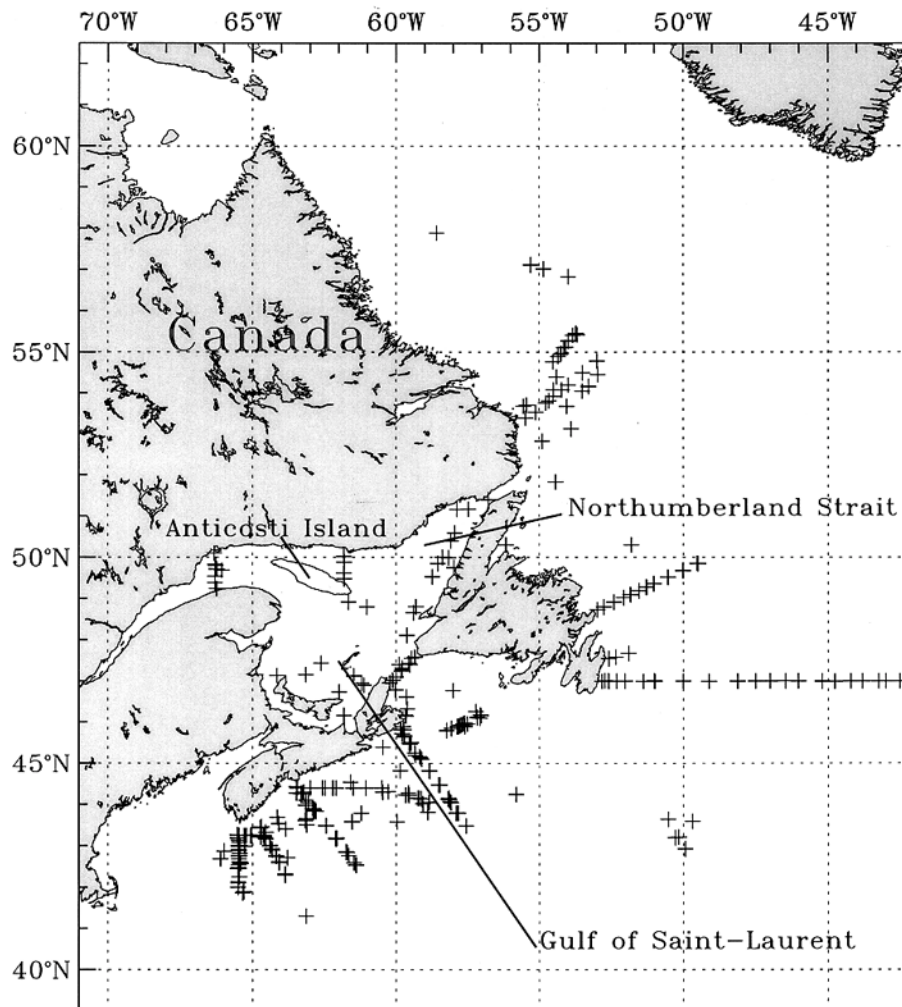 70°W 65°W 60°W 55°W 50°W 45°W
60°N
Canada
55°N
Northumberland Strait
Anticosti Island
50°N
45°N
Gulf of Saint-Laurent
40°N